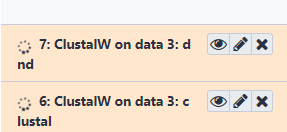 7: ClustalW on data 3: d
nd
6: ClustalW on data 3: c
lustal